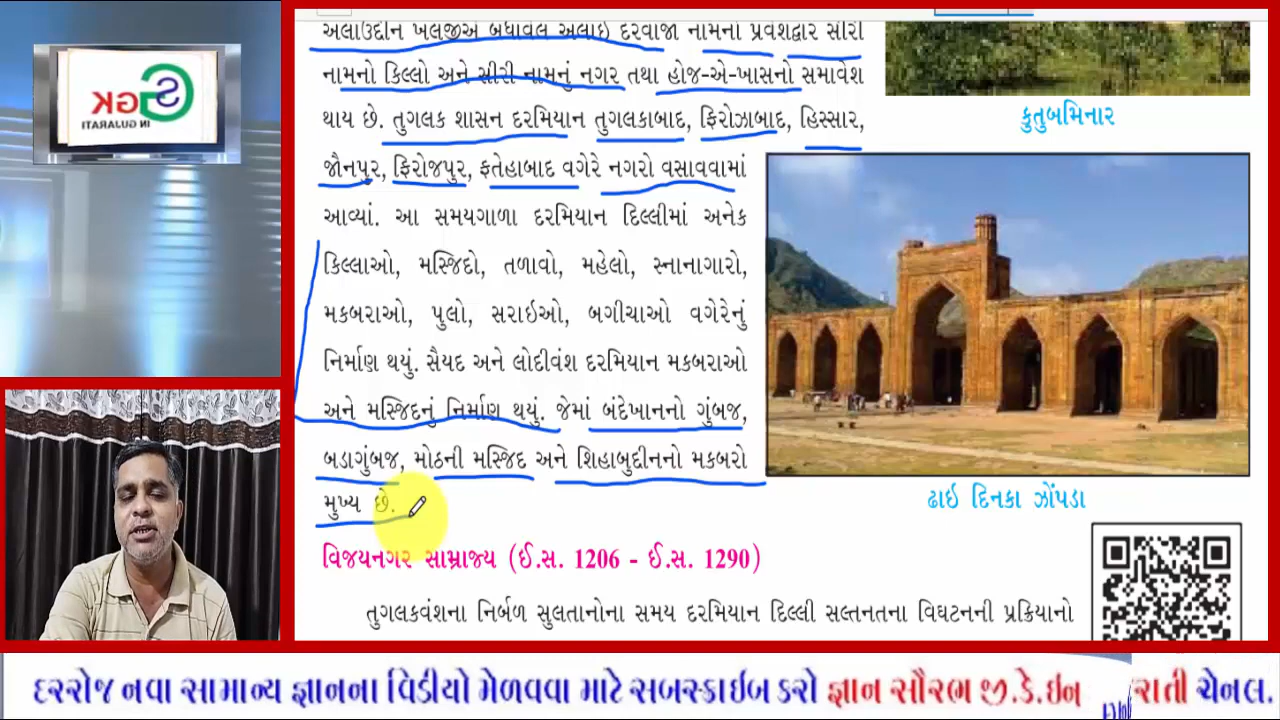 અલાઉદ્દીન ખલજીએ બંધાવેલ અલાઇ દરવાજા નામના પ્રવેશદ્વાર સીરી
નામનો કિલ્લો અને સીરી નામનું નગર તથા હોજ-એ-ખાસનો સમાવેશ
થાય છે. તુગલક શાસન દરમિયાન તુગલકાબાદ, ફિરોઝાબાદ, હિસ્સાર,
જૌનપુર, ફિરોજપુર, ફતેહાબાદ વગેરે નગરો વસાવવામાં
આવ્યાં. આ સમયગાળા દરમિયાન દિલ્લીમાં અનેક
કિલ્લાઓ, મસ્જિદો, તળાવો, મહેલો, સ્નાનાગારો,
મકબરાઓ, પુલો, સરાઇઓ, બગીચાઓ વગેરેનું
નિર્માણ થયું. સૈયદ અને લોદીવંશ દરમિયાન મકબરાઓ
અને મસ્જિદનું નિર્માણ થયું. જેમાં બંદેખાનનો ગુંબજ,
બડાગુંબજ, મોઠની મસ્જિદ અને શિહાબુદ્દીનનો મકબરો
મુખ્ય છે.
કુતુબમિનાર
ઢાઇ દિનકા ઝોંપડા
વિજયનગર સામ્રાજ્ય (ઈ.સ. 1206 - ઈ.સ. 1290)
તુગલકવંશના નિર્બળ સુલતાનોના સમય દરમિયાન દિલ્લી સલ્તનતના વિઘટનની પ્રક્રિયાનો
GK
IN GUJARATI
દરરોજ નવા સામાન્ય જ્ઞાનના વિડીયો મેળવવા માટે સબસ્ક્રાઇબ કરો જ્ઞાન સૌરભ જી.કે.ઇન
રાતી ચેનલ.